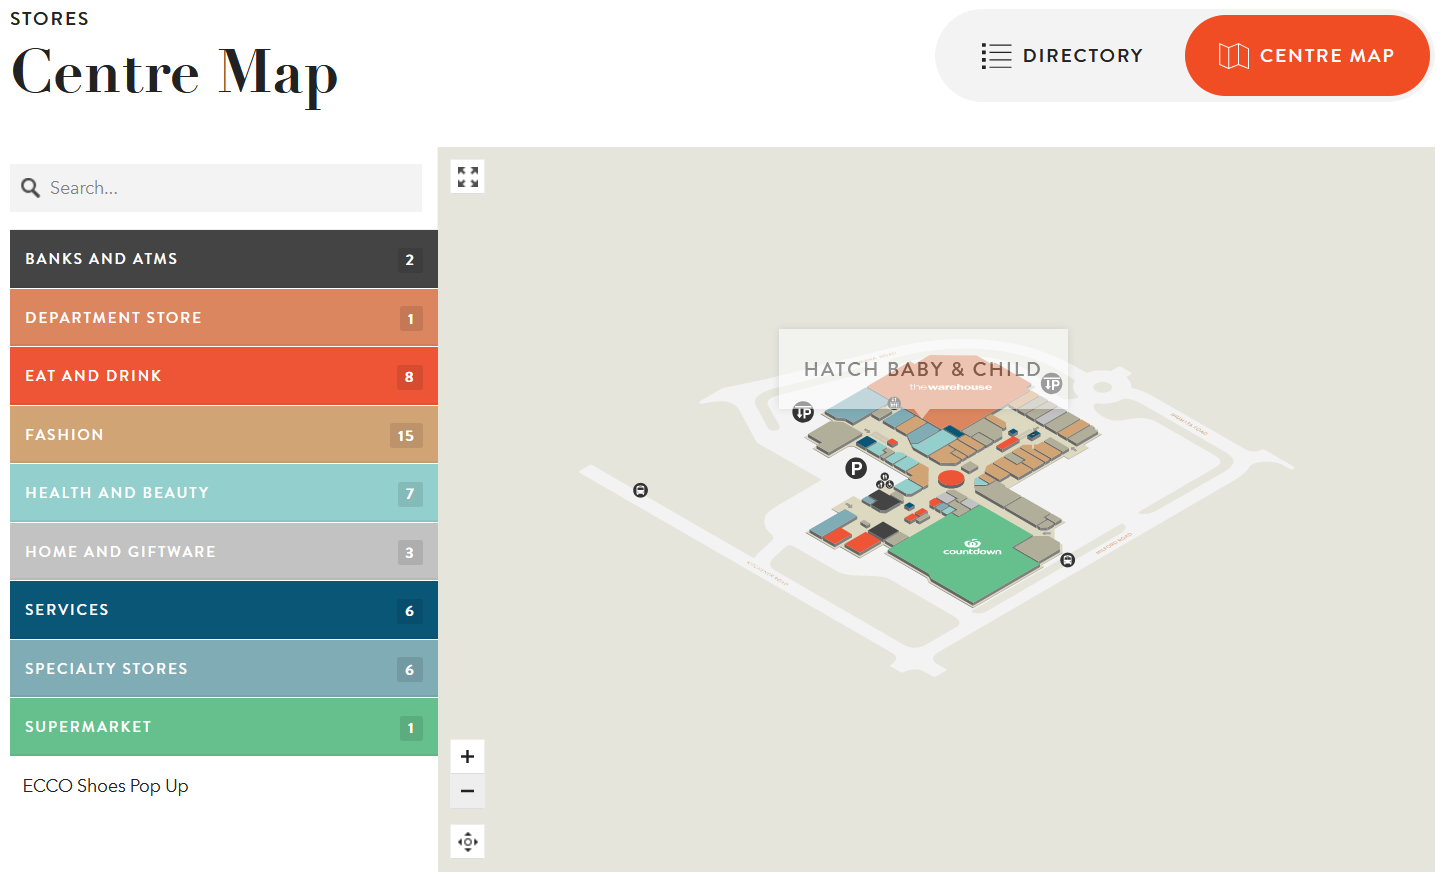 STORES
Centre Map
DIRECTORY
CENTRE MAP
Search...
BANKS AND ATMS 2
DEPARTMENT STORE 1
EAT AND DRINK 8
FASHION 15
HEALTH AND BEAUTY 7
HOME AND GIFTWARE 3
SERVICES 6
SPECIALTY STORES 6
SUPERMARKET 1
ECCO Shoes Pop Up
HATCH BABY & CHILD
the warehouse
P
P
P
countdown
MILFORD ROAD